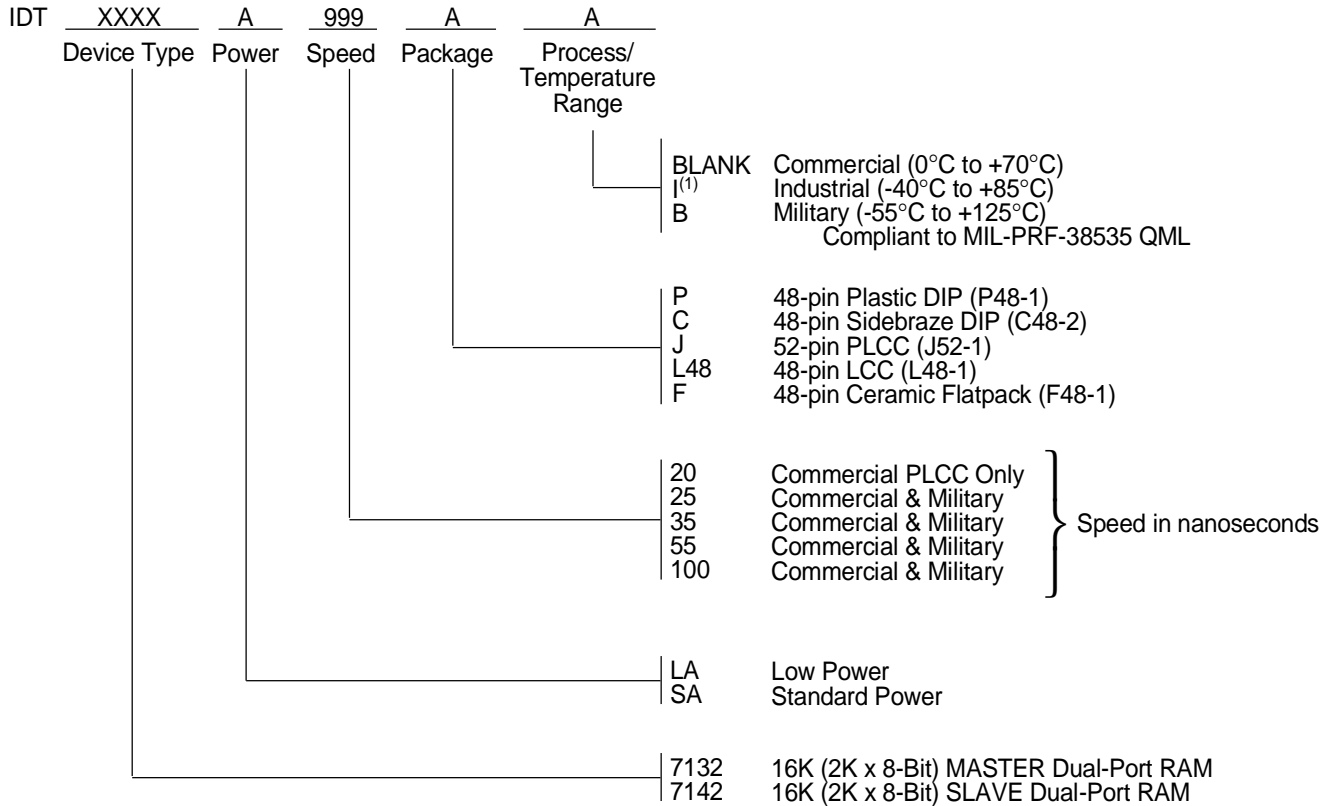 IDT XXXX A 999 A A
Device Type Power Speed Package Process/
Temperature
Range
BLANK Commercial (0°C to +70°C)
I(1) Industrial (-40°C to +85°C)
B Military (-55°C to +125°C)
Compliant to MIL-PRF-38535 QML
P 48-pin Plastic DIP (P48-1)
C 48-pin Sidebraze DIP (C48-2)
J 52-pin PLCC (J52-1)
L48 48-pin LCC (L48-1)
F 48-pin Ceramic Flatpack (F48-1)
20 Commercial PLCC Only
25 Commercial & Military
35 Commercial & Military
55 Commercial & Military
100 Commercial & Military
Speed in nanoseconds
LA Low Power
SA Standard Power
7132 16K (2K x 8-Bit) MASTER Dual-Port RAM
7142 16K (2K x 8-Bit) SLAVE Dual-Port RAM